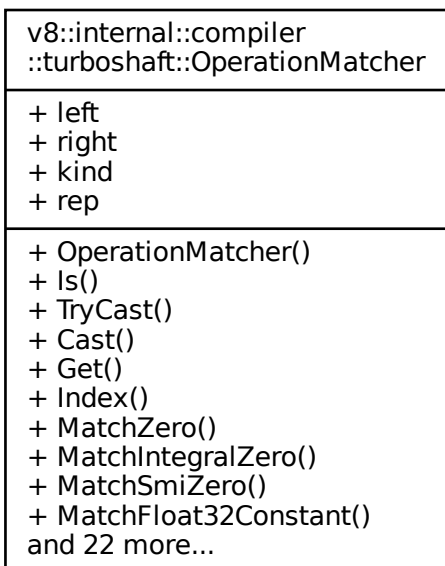 v8::internal::compiler
::turboshaft::OperationMatcher
+ left
+ right
+ kind
+ rep
+ OperationMatcher()
+ Is()
+ TryCast()
+ Cast()
+ Get()
+ Index()
+ MatchZero()
+ MatchIntegralZero()
+ MatchSmiZero()
+ MatchFloat32Constant()
and 22 more...